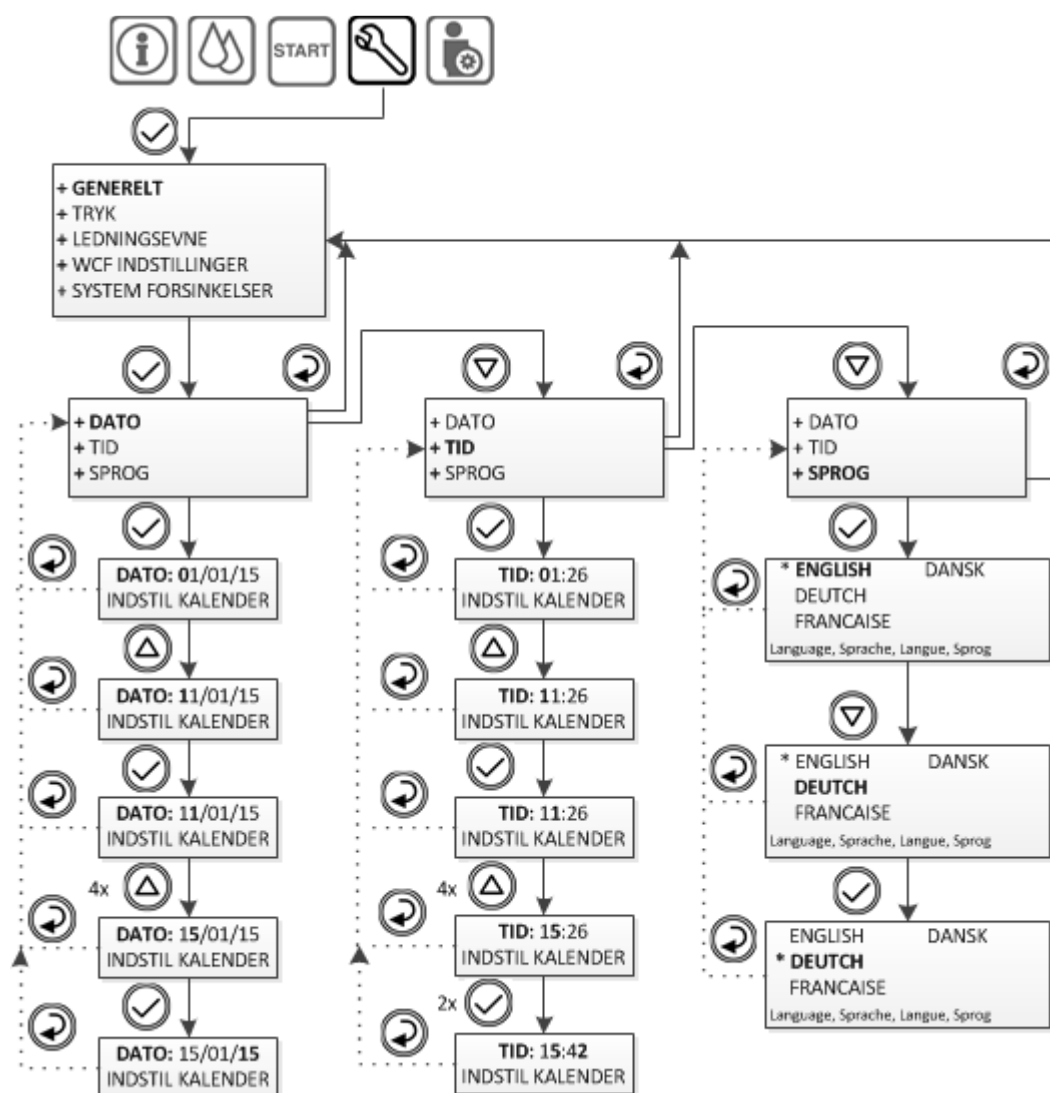 START
+ GENERELT
+ TRYK
+ LEDNINGSEVNE
+ WCF INDSTILLINGER
+ SYSTEM FORSINKELSER
+ DATO
+ TID
+ SPROG
DATO: 01/01/15
INDSTIL KALENDER
DATO: 11/01/15
INDSTIL KALENDER
DATO: 11/01/15
INDSTIL KALENDER
4x
DATO: 15/01/15
INDSTIL KALENDER
DATO: 15/01/15
INDSTIL KALENDER
+ DATO
+ TID
+ SPROG
TID: 01:26
INDSTIL KALENDER
TID: 11:26
INDSTIL KALENDER
TID: 11:26
INDSTIL KALENDER
4x
TID: 15:26
INDSTIL KALENDER
2x
TID: 15:42
INDSTIL KALENDER
+ DATO
+ TID
+ SPROG
* ENGLISH DANSK
DEUTCH
FRANCAISE
Language, Sprache, Langue, Sprog
* ENGLISH DANSK
DEUTCH
FRANCAISE
Language, Sprache, Langue, Sprog
ENGLISH DANSK
* DEUTCH
FRANCAISE
Language, Sprache, Langue, Sprog